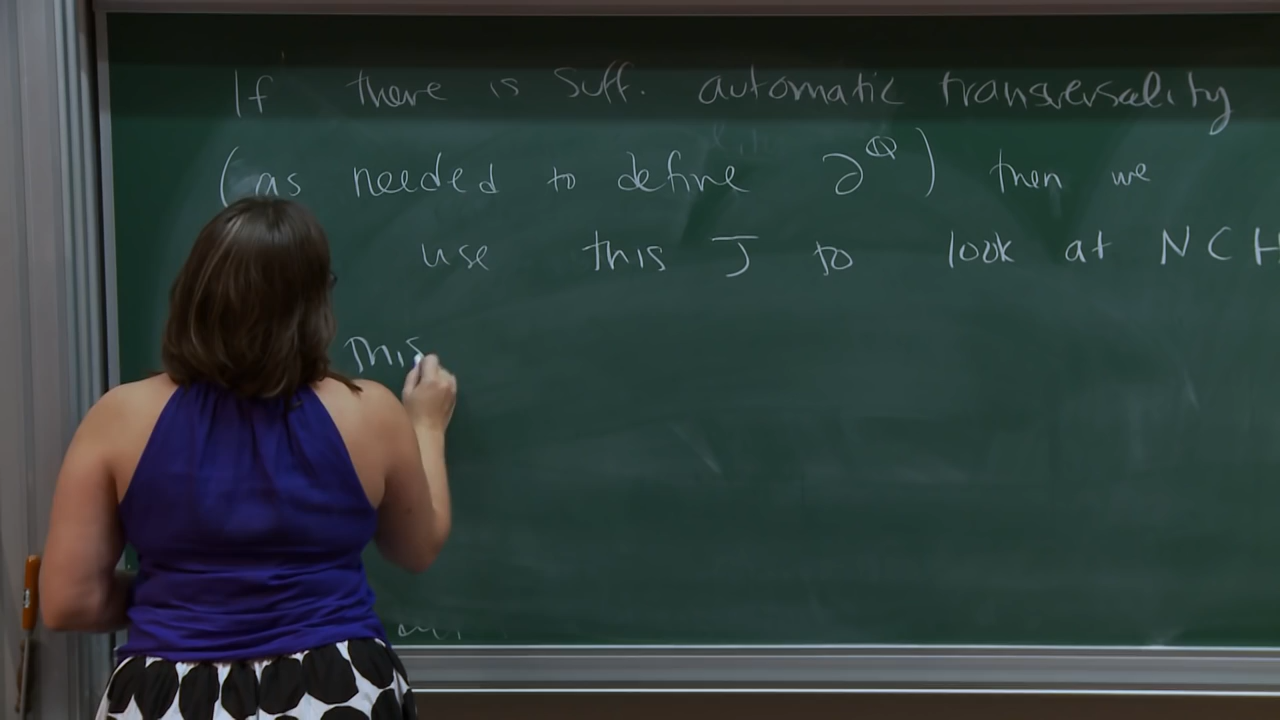 If there is suff. automatic transversality
(as needed to define ∂^Q) then we
use this J to look at NCH
This